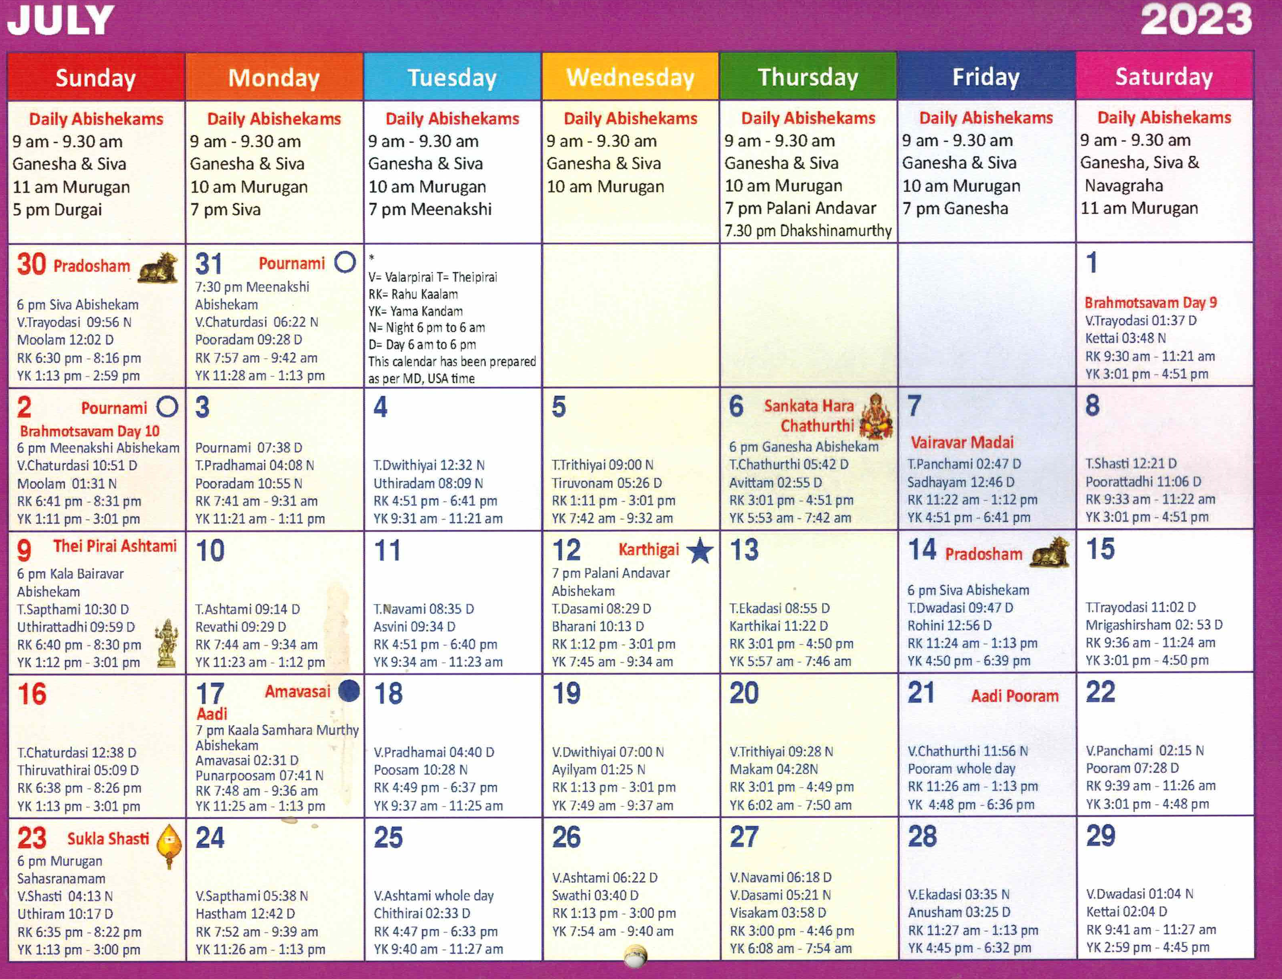 JULY
2023
Sunday
Monday
Tuesday
Wednesday
Thursday
Friday
Saturday
Daily Abishekams
9 am - 9.30 am
Ganesha & Siva
11 am Murugan
5 pm Durgai
Daily Abishekams
9 am - 9.30 am
Ganesha & Siva
10 am Murugan
7 pm Siva
Daily Abishekams
9 am - 9.30 am
Ganesha & Siva
10 am Murugan
7 pm Meenakshi
Daily Abishekams
9 am - 9.30 am
Ganesha & Siva
10 am Murugan
Daily Abishekams
9 am - 9.30 am
Ganesha & Siva
10 am Murugan
7 pm Palani Andavar
7.30 pm Dhakshinamurthy
Daily Abishekams
9 am - 9.30 am
Ganesha & Siva
10 am Murugan
7 pm Ganesha
Daily Abishekams
9 am - 9.30 am
Ganesha, Siva &
Navagraha
11 am Murugan
30 Pradosham
6 pm Siva Abishekam
V.Trayodasi 09:56 N
Moolam 12:02 D
RK 6:30 pm - 8:16 pm
YK 1:13 pm - 2:59 pm
31 Pournami
7:30 pm Meenakshi
Abishekam
V.Chaturdasi 06:22 N
Pooradam 09:28 D
RK 7:57 am - 9:42 am
YK 11:28 am - 1:13 pm
*
V= Valarpirai T= Theipirai
RK= Rahu Kaalam
YK= Yama Kandam
N= Night 6 pm to 6 am
D= Day 6 am to 6 pm
This calendar has been prepared
as per MD, USA time
1
Brahmotsavam Day 9
V.Trayodasi 01:37 D
Kettai 03:48 N
RK 9:30 am - 11:21 am
YK 3:01 pm - 4:51 pm
2 Pournami
Brahmotsavam Day 10
6 pm Meenakshi Abishekam
V.Chaturdasi 10:51 D
Moolam 01:31 N
RK 6:41 pm - 8:31 pm
YK 1:11 pm - 3:01 pm
3
Pournami 07:38 D
T.Pradhamai 04:08 N
Pooradam 10:55 N
RK 7:41 am - 9:31 am
YK 11:21 am - 1:11 pm
4
T.Dwithiyai 12:32 N
Uthiradam 08:09 N
RK 4:51 pm - 6:41 pm
YK 9:31 am - 11:21 am
5
T.Trithiyai 09:00 N
Tiruvonam 05:26 D
RK 1:11 pm - 3:01 pm
YK 7:42 am - 9:32 am
6 Sankata Hara
Chathurthi
6 pm Ganesha Abishekam
T.Chathurthi 05:42 D
Avittam 02:55 D
RK 3:01 pm - 4:51 pm
YK 5:53 am - 7:42 am
7
Vairavar Madai
T.Panchami 02:47 D
Sadhayam 12:46 D
RK 11:22 am - 1:12 pm
YK 4:51 pm - 6:41 pm
8
T.Shasti 12:21 D
Poorattadhi 11:06 D
RK 9:33 am - 11:22 am
YK 3:01 pm - 4:51 pm
9 Thei Pirai Ashtami
6 pm Kala Bairavar
Abishekam
T.Sapthami 10:30 D
Uthirattadhi 09:59 D
RK 6:40 pm - 8:30 pm
YK 1:12 pm - 3:01 pm
10
T.Ashtami 09:14 D
Revathi 09:29 D
RK 7:44 am - 9:34 am
YK 11:23 am - 1:12 pm
11
T.Navami 08:35 D
Asvini 09:34 D
RK 4:51 pm - 6:40 pm
YK 9:34 am - 11:23 am
12 Karthigai
7 pm Palani Andavar
Abishekam
T.Dasami 08:29 D
Bharani 10:13 D
RK 1:12 pm - 3:01 pm
YK 7:45 am - 9:34 am
13
T.Ekadasi 08:55 D
Karthikai 11:22 D
RK 3:01 pm - 4:50 pm
YK 5:57 am - 7:46 am
14 Pradosham
6 pm Siva Abishekam
T.Dwadasi 09:47 D
Rohini 12:56 D
RK 11:24 am - 1:13 pm
YK 4:50 pm - 6:39 pm
15
T.Trayodasi 11:02 D
Mrigashirsham 02: 53 D
RK 9:36 am - 11:24 am
YK 3:01 pm - 4:50 pm
16
T.Chaturdasi 12:38 D
Thiruvathirai 05:09 D
RK 6:38 pm - 8:26 pm
YK 1:13 pm - 3:01 pm
17 Amavasai
Aadi
7 pm Kaala Samhara Murthy
Abishekam
Amavasai 02:31 D
Punarpoosam 07:41 N
RK 7:48 am - 9:36 am
YK 11:25 am - 1:13 pm
18
V.Pradhamai 04:40 D
Poosam 10:28 N
RK 4:49 pm - 6:37 pm
YK 9:37 am - 11:25 am
19
V.Dwithiyai 07:00 N
Ayilyam 01:25 N
RK 1:13 pm - 3:01 pm
YK 7:49 am - 9:37 am
20
V.Trithiyai 09:28 N
Makam 04:28N
RK 3:01 pm - 4:49 pm
YK 6:02 am - 7:50 am
21 Aadi Pooram
V.Chathurthi 11:56 N
Pooram whole day
RK 11:26 am - 1:13 pm
YK 4:48 pm - 6:36 pm
22
V.Panchami 02:15 N
Pooram 07:28 D
RK 9:39 am - 11:26 am
YK 3:01 pm - 4:48 pm
23 Sukla Shasti
6 pm Murugan
Sahasranamam
V.Shasti 04:13 N
Uthiram 10:17 D
RK 6:35 pm - 8:22 pm
YK 1:13 pm - 3:00 pm
24
V.Sapthami 05:38 N
Hastham 12:42 D
RK 7:52 am - 9:39 am
YK 11:26 am - 1:13 pm
25
V.Ashtami whole day
Chithirai 02:33 D
RK 4:47 pm - 6:33 pm
YK 9:40 am - 11:27 am
26
V.Ashtami 06:22 D
Swathi 03:40 D
RK 1:13 pm - 3:00 pm
YK 7:54 am - 9:40 am
27
V.Navami 06:18 D
V.Dasami 05:21 N
Visakam 03:58 D
RK 3:00 pm - 4:46 pm
YK 6:08 am - 7:54 am
28
V.Ekadasi 03:35 N
Anusham 03:25 D
RK 11:27 am - 1:13 pm
YK 4:45 pm - 6:32 pm
29
V.Dwadasi 01:04 N
Kettai 02:04 D
RK 9:41 am - 11:27 am
YK 2:59 pm - 4:45 pm